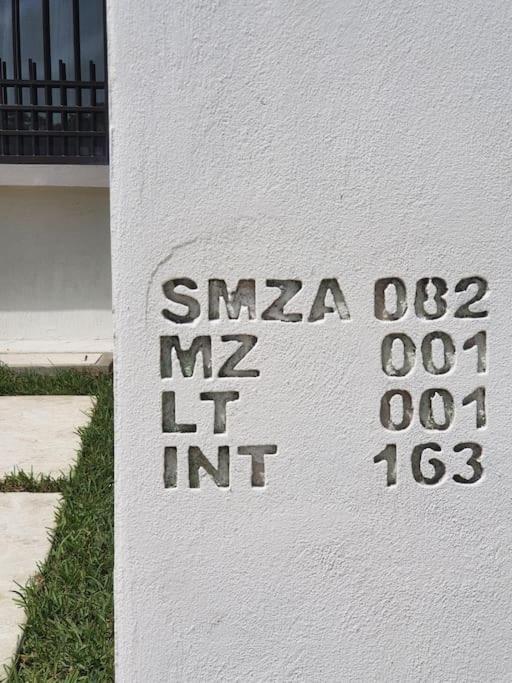 SMZA 082
MZ 001
LT 001
INT 163